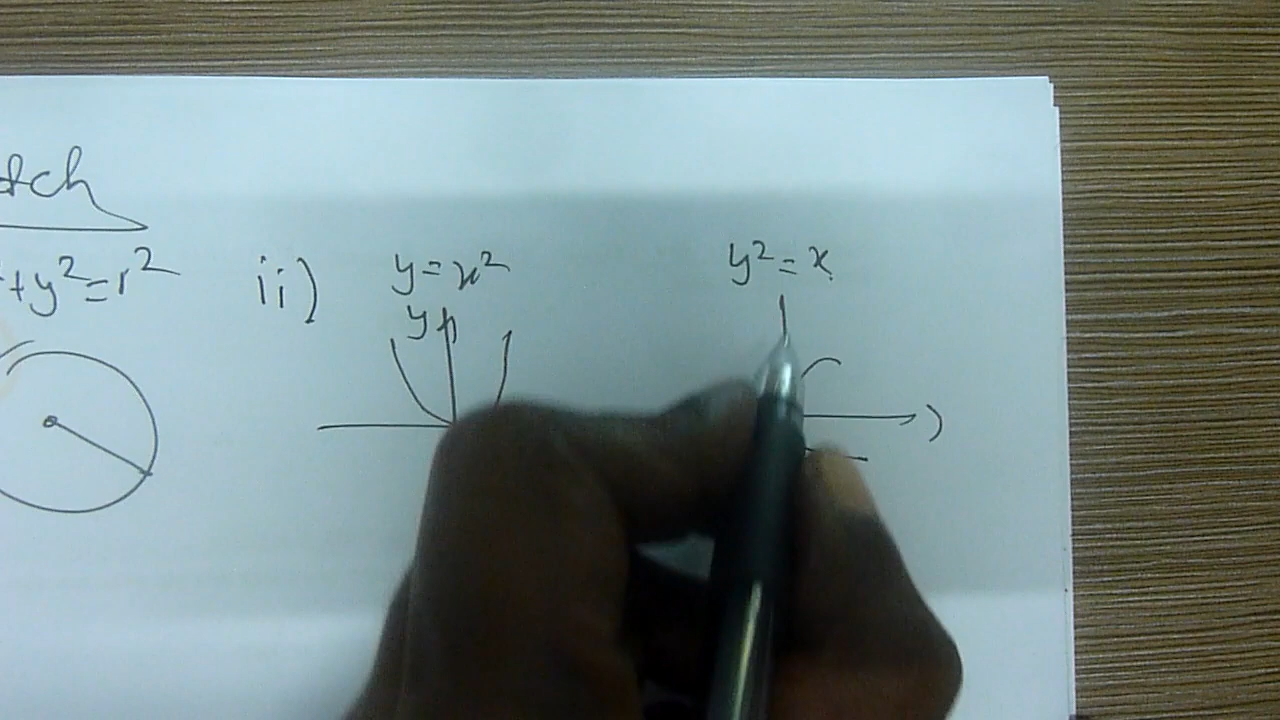 tch
+y²=r²
ii) y=x² y²=x
y